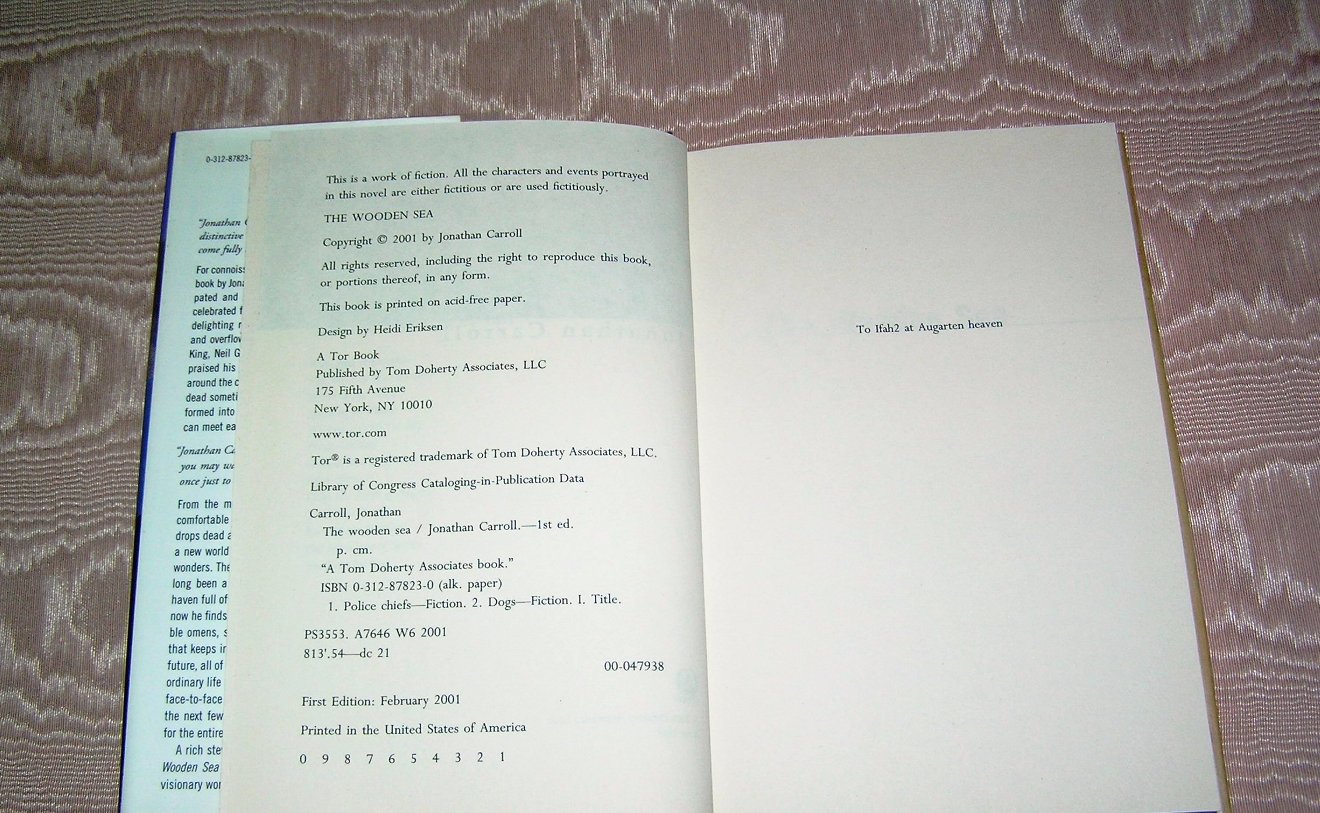 0-312-87823-
"Jonathan
distinctive
come fully
For connois
book by Jon
pated and
celebrated
delighting
and overflo
King, Neil G
praised his
around the
dead someti
formed into
can meet ea
"Jonathan
you may
once just to
From the
comfortable
drops dead
a new world
wonders. The
long been a
haven full of
now he finds
ble omens,
that keeps
future, all of
ordinary life
face-to-face
the next few
for the entire
A rich ste
Wooden Sea
visionary wor
This is a work of fiction. All the characters and events portrayed
in this novel are either fictitious or are used fictitiously.
THE WOODEN SEA
Copyright © 2001 by Jonathan Carroll
All rights reserved, including the right to reproduce this book,
or portions thereof, in any form.
This book is printed on acid-free paper.
Design by Heidi Eriksen
A Tor Book
Published by Tom Doherty Associates, LLC
175 Fifth Avenue
New York, NY 10010
www.tor.com
Tor® is a registered trademark of Tom Doherty Associates, LLC.
Library of Congress Cataloging-in-Publication Data
Carroll, Jonathan
The wooden sea / Jonathan Carroll.—1st ed.
p. cm.
"A Tom Doherty Associates book."
ISBN 0-312-87823-0 (alk. paper)
1. Police chiefs—Fiction. 2. Dogs—Fiction. I. Title.
PS3553. A7646 W6 2001
813'.54—dc 21
00-047938
First Edition: February 2001
Printed in the United States of America
0 9 8 7 6 5 4 3 2 1
To Ifah2 at Augarten heaven